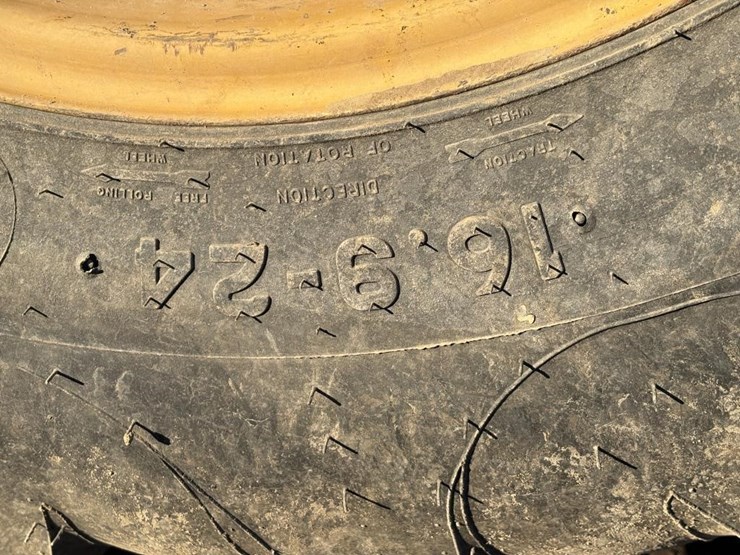 TRACTION
WHEEL
DIRECTION
OF ROTATION
FREE ROLLING
WHEEL
16.9-24